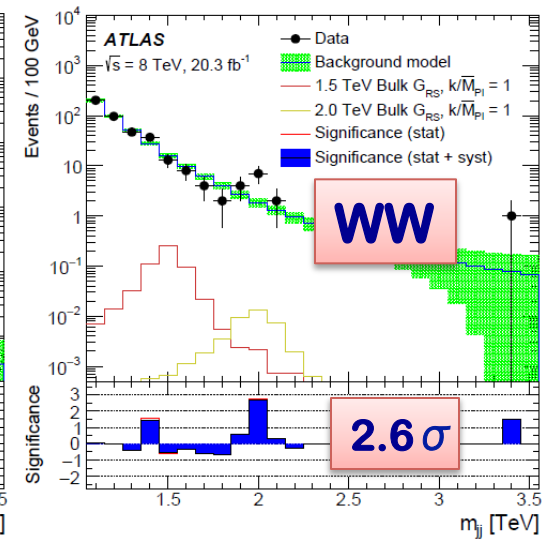 10⁴
10³
10²
10
1
10⁻¹
10⁻²
10⁻³
Events / 100 GeV
ATLAS
√s = 8 TeV, 20.3 fb⁻¹
Data
Background model
1.5 TeV Bulk G_RS, k/M̅_Pl = 1
2.0 TeV Bulk G_RS, k/M̅_Pl = 1
Significance (stat)
Significance (stat + syst)
WW
Significance
3
2
1
0
−1
−2
2.6 σ
5 1.5 2 2.5 3 3.5
] m_jj [TeV]